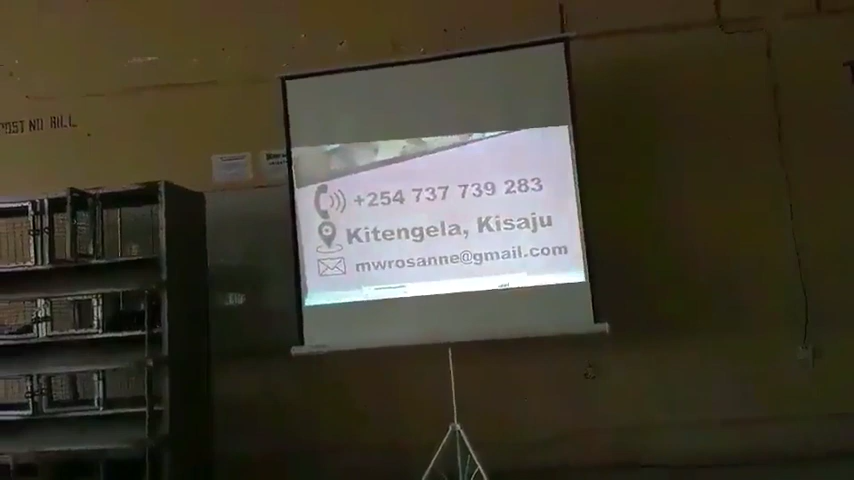 POST NO BILL
+254 737 739 283
Kitengela, Kisaju
mwrosanne@gmail.com